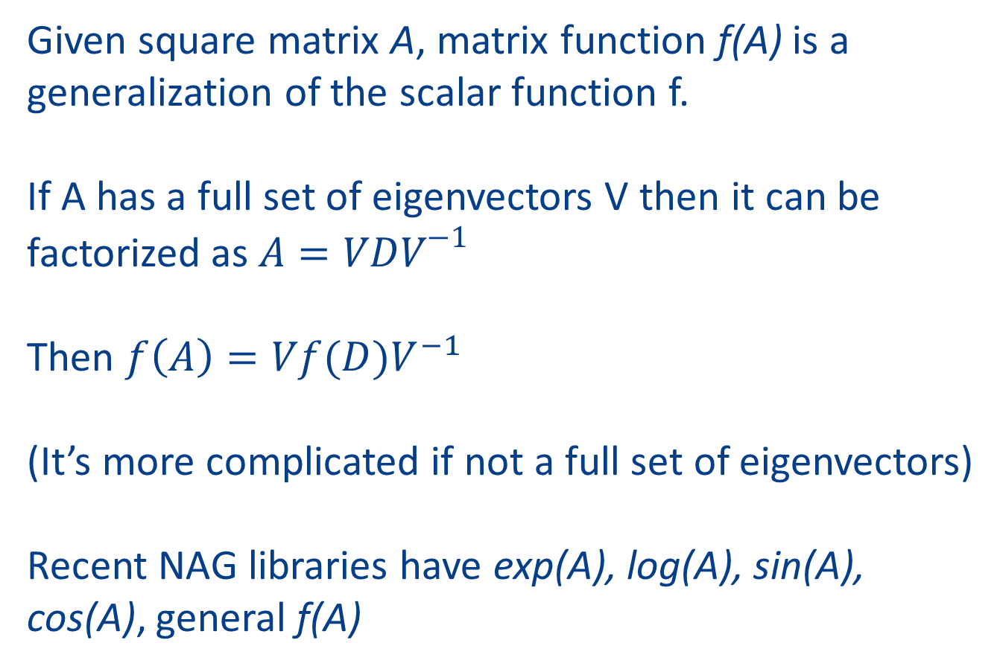 Given square matrix A, matrix function f(A) is a
generalization of the scalar function f.
If A has a full set of eigenvectors V then it can be
factorized as A = VDV⁻¹
Then f(A) = Vf(D)V⁻¹
(It’s more complicated if not a full set of eigenvectors)
Recent NAG libraries have exp(A), log(A), sin(A),
cos(A), general f(A)